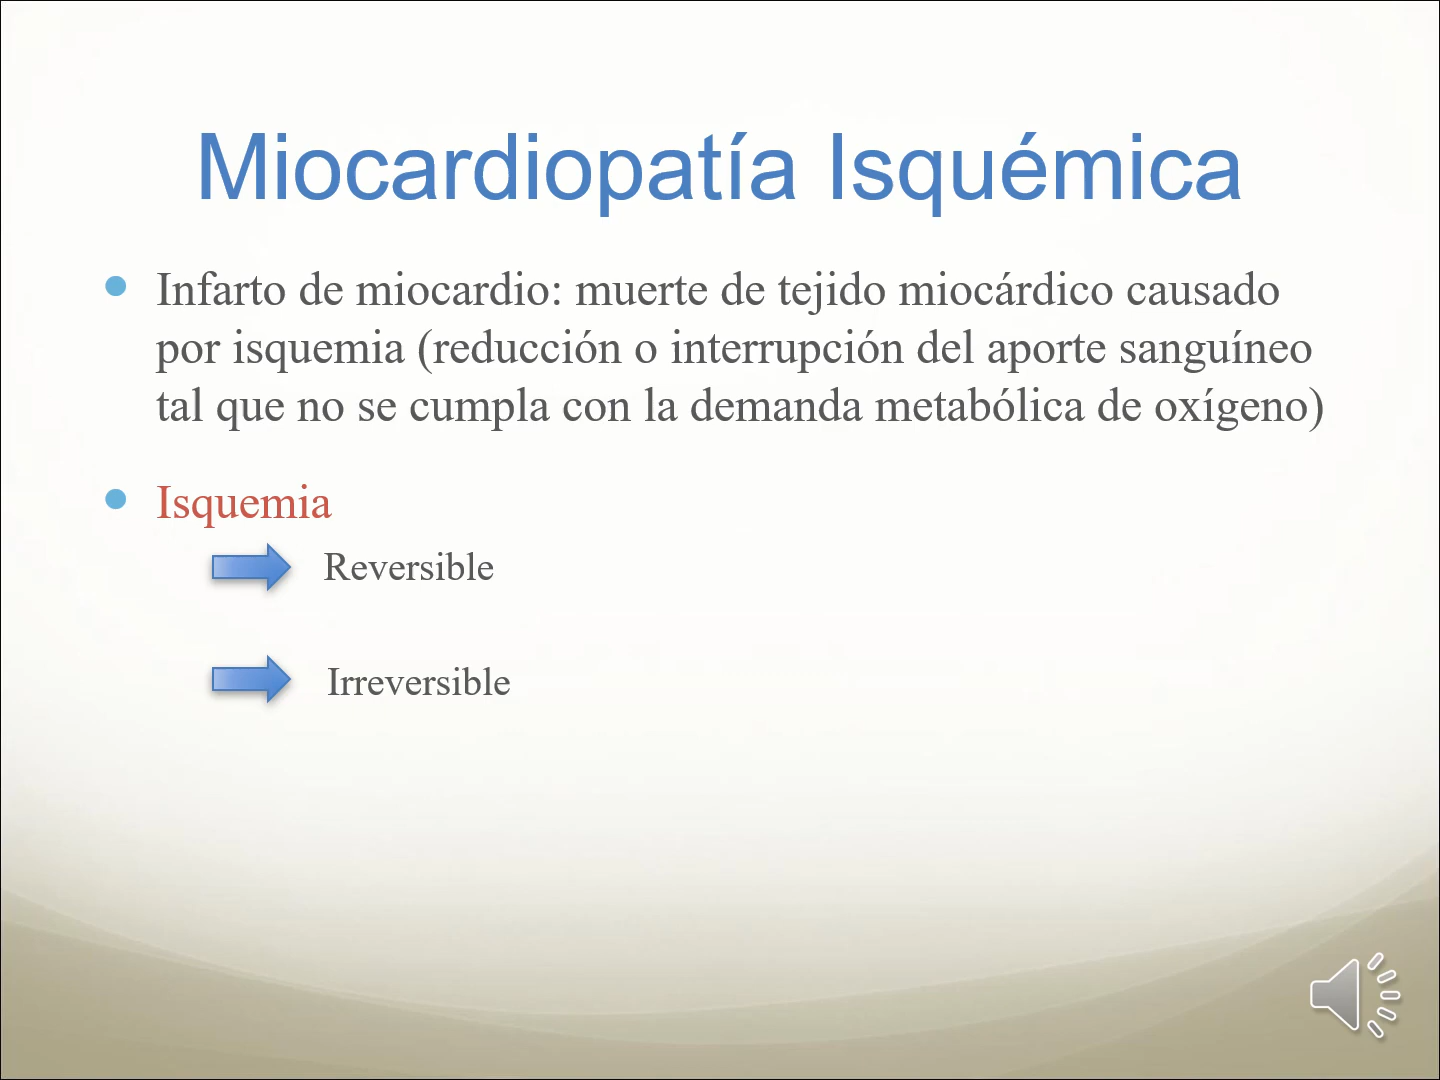 Miocardiopatía Isquémica
Infarto de miocardio: muerte de tejido miocárdico causado
por isquemia (reducción o interrupción del aporte sanguíneo
tal que no se cumpla con la demanda metabólica de oxígeno)
Isquemia
Reversible
Irreversible